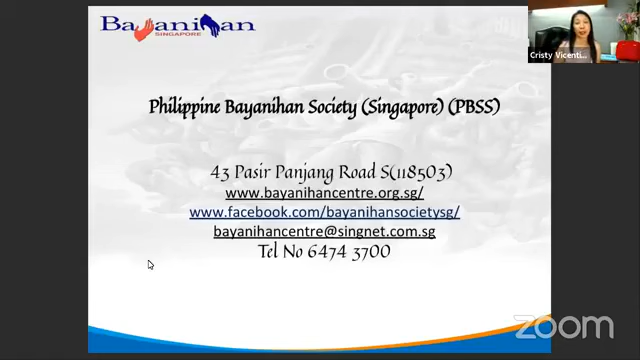 Bayanihan
SINGAPORE
Philippine Bayanihan Society (Singapore) (PBSS)
43 Pasir Panjang Road S(118503)
www.bayanihancentre.org.sg/
www.facebook.com/bayanihansocietysg/
bayanihancentre@singnet.com.sg
Tel No 6474 3700
Cristy Vicenti...
zoom